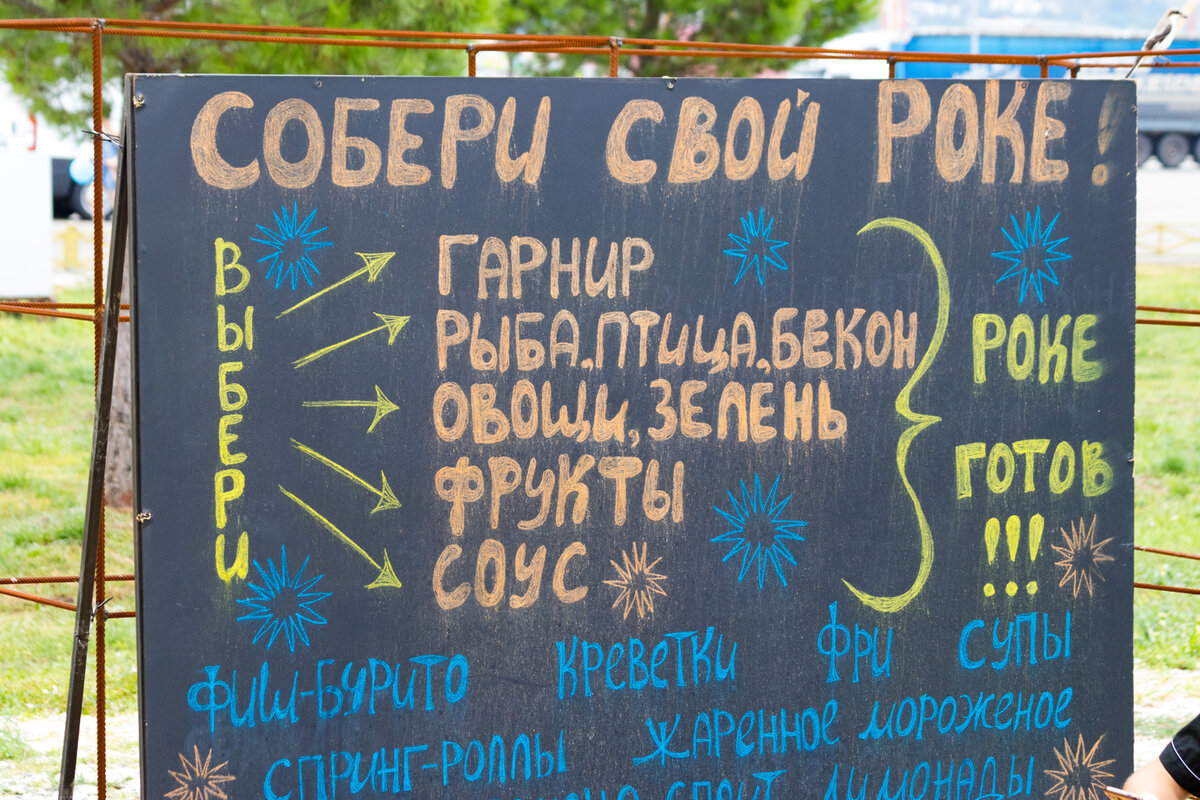 СОБЕРИ СВОЙ РОКЕ!
ВЫБЕРИ
ГАРНИР
РЫБА, ПТИЦА, БЕКОН
ОВОЩИ, ЗЕЛЕНЬ
ФРУКТЫ
СОУС
РОКЕ
ГОТОВ
!!!
ФИШ-БУРИТО КРЕВЕТКИ ФРИ СУПЫ
СПРИНГ-РОЛЛЫ ЖАРЕННОЕ МОРОЖЕНОЕ
ЛИМОНАДЫ